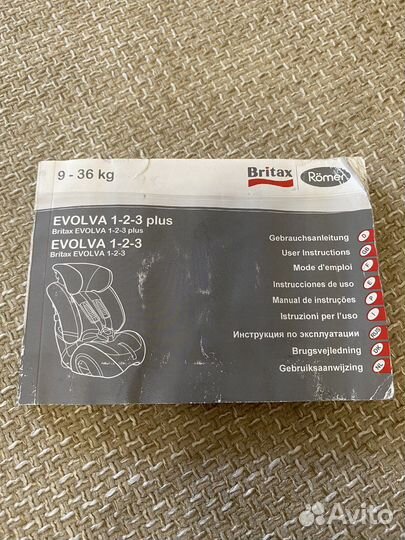 9 - 36 kg
Britax
Römer
EVOLVA 1-2-3 plus
Britax EVOLVA 1-2-3 plus
EVOLVA 1-2-3
Britax EVOLVA 1-2-3
Gebrauchsanleitung
User Instructions
Mode d'emploi
Instrucciones de uso
Manual de instruções
Istruzioni per l'uso
Инструкция по эксплуатации
Brugsvejledning
Gebruiksaanwijzing
Avito